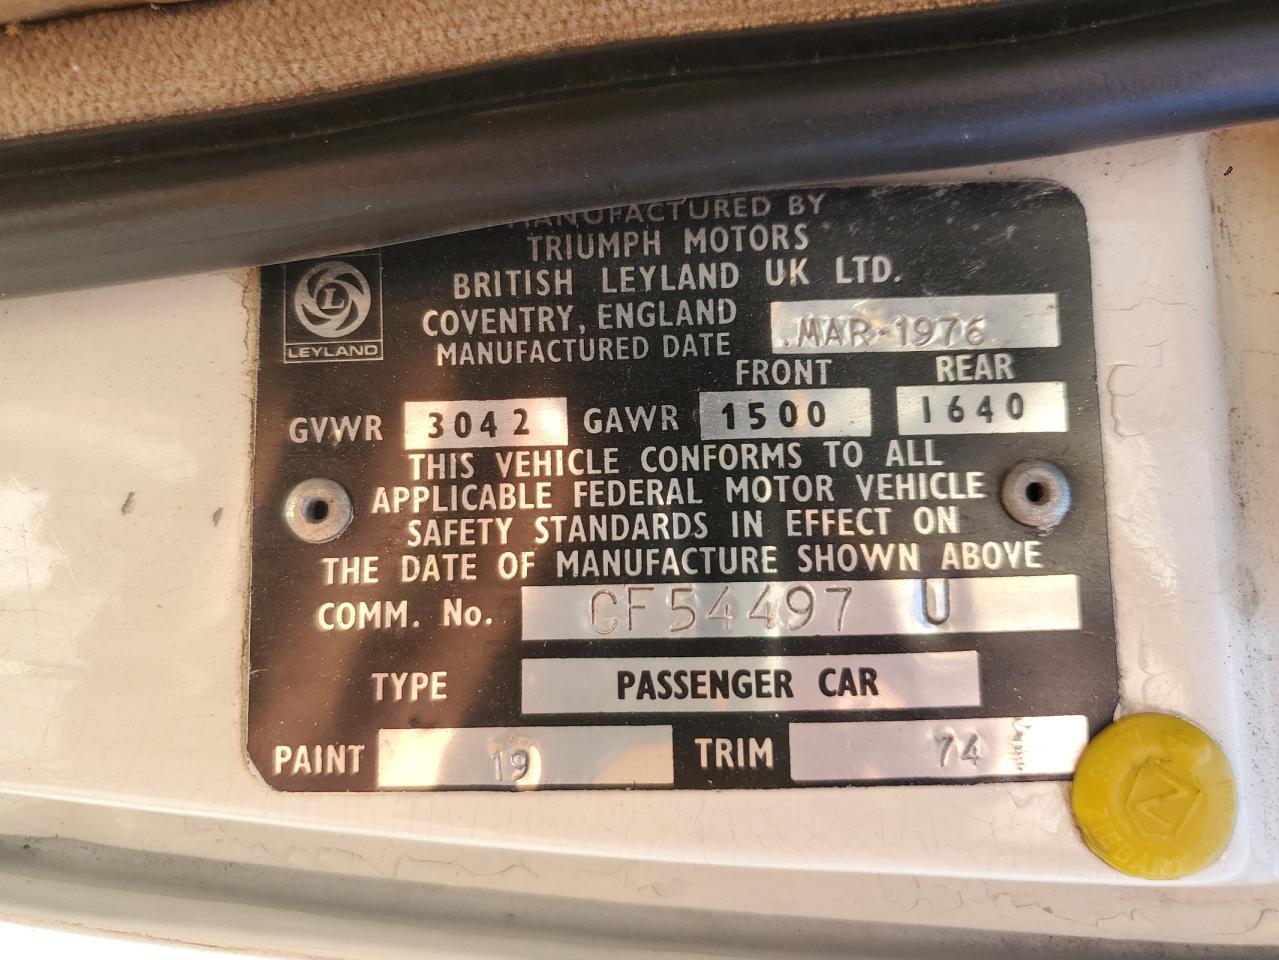 MANUFACTURED BY
TRIUMPH MOTORS
BRITISH LEYLAND UK LTD.
COVENTRY, ENGLAND
MANUFACTURED DATE MAR-1976
L
LEYLAND
FRONT REAR
GVWR 3042 GAWR 1500 1640
THIS VEHICLE CONFORMS TO ALL
APPLICABLE FEDERAL MOTOR VEHICLE
SAFETY STANDARDS IN EFFECT ON
THE DATE OF MANUFACTURE SHOWN ABOVE
COMM. No. CF54497 U
TYPE PASSENGER CAR
PAINT 19 TRIM 74
Z
ZEBART